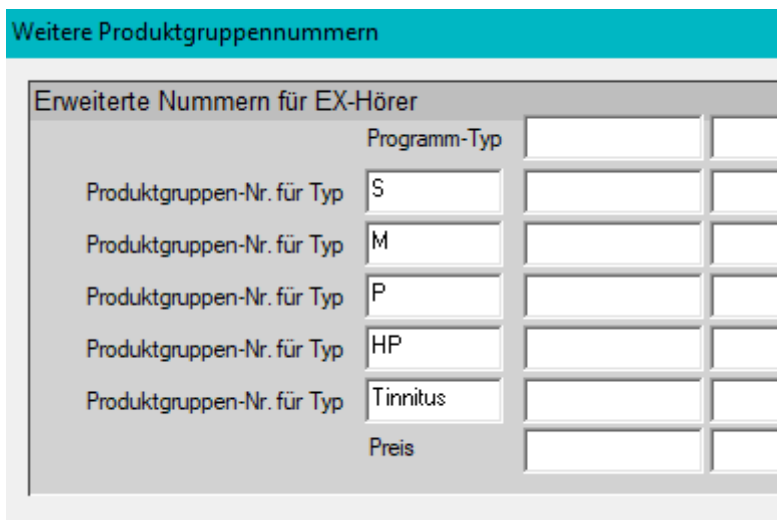 Weitere Produktgruppennummern
Erweiterte Nummern für EX-Hörer
Programm-Typ
Produktgruppen-Nr. für Typ S
Produktgruppen-Nr. für Typ M
Produktgruppen-Nr. für Typ P
Produktgruppen-Nr. für Typ HP
Produktgruppen-Nr. für Typ Tinnitus
Preis